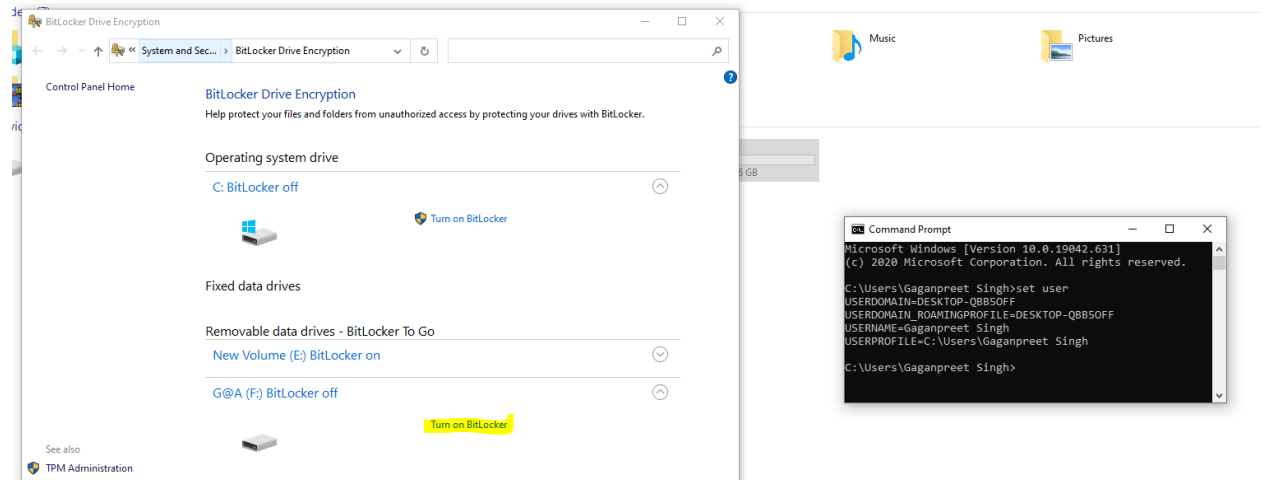 BitLocker Drive Encryption
System and Sec... › BitLocker Drive Encryption
Control Panel Home
BitLocker Drive Encryption
Help protect your files and folders from unauthorized access by protecting your drives with BitLocker.
Operating system drive
C: BitLocker off
Turn on BitLocker
Fixed data drives
Removable data drives - BitLocker To Go
New Volume (E:) BitLocker on
G@A (F:) BitLocker off
Turn on BitLocker
See also
TPM Administration
Music
Pictures
GB
Command Prompt
Microsoft Windows [Version 10.0.19042.631]
(c) 2020 Microsoft Corporation. All rights reserved.
C:\Users\Gaganpreet Singh>set user
USERDOMAIN=DESKTOP-QBB5OFF
USERDOMAIN_ROAMINGPROFILE=DESKTOP-QBB5OFF
USERNAME=Gaganpreet Singh
USERPROFILE=C:\Users\Gaganpreet Singh
C:\Users\Gaganpreet Singh>